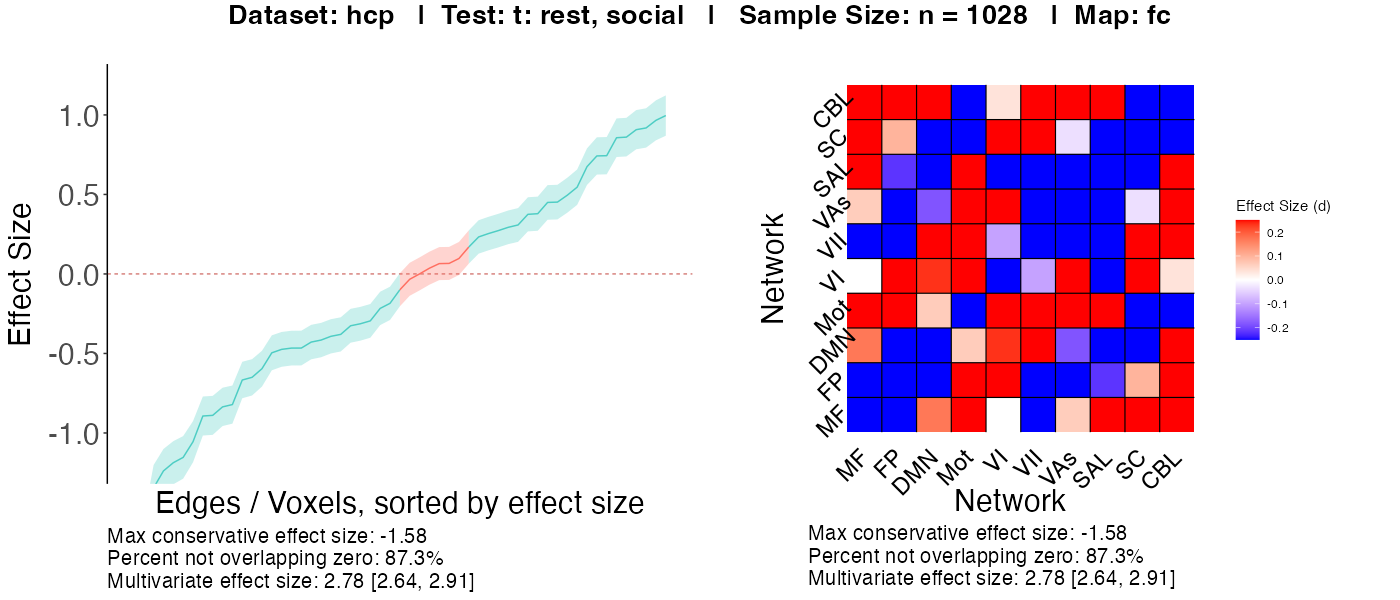 Dataset: hcp | Test: t: rest, social | Sample Size: n = 1028 | Map: fc
Effect Size
1.0
0.5
0.0
-0.5
-1.0
Edges / Voxels, sorted by effect size
Max conservative effect size: -1.58
Percent not overlapping zero: 87.3%
Multivariate effect size: 2.78 [2.64, 2.91]
Network
CBL
SC
SAL
VAs
VII
VI
Mot
DMN
FP
MF
MF FP DMN Mot VI VII VAs SAL SC CBL
Network
Max conservative effect size: -1.58
Percent not overlapping zero: 87.3%
Multivariate effect size: 2.78 [2.64, 2.91]
Effect Size (d)
0.2
0.1
0.0
-0.1
-0.2